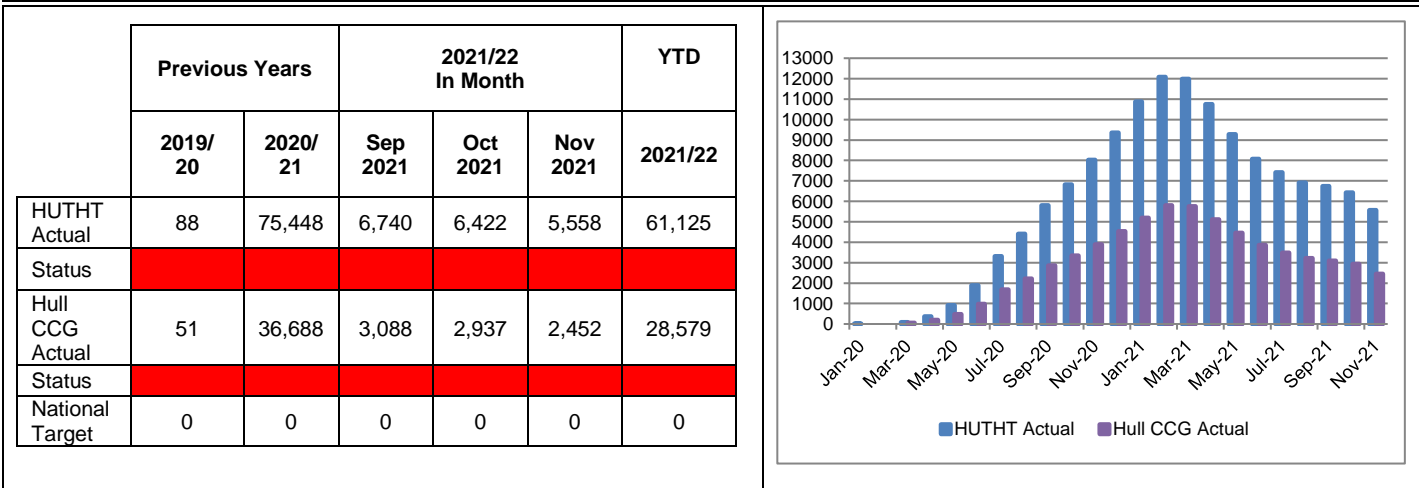 Previous Years 2021/22 YTD
In Month
2019/ 2020/ Sep Oct Nov 2021/22
20 21 2021 2021 2021
HUTHT
Actual 88 75,448 6,740 6,422 5,558 61,125
Status
Hull
CCG
Actual 51 36,688 3,088 2,937 2,452 28,579
Status
National
Target 0 0 0 0 0 0
13000
12000
11000
10000
9000
8000
7000
6000
5000
4000
3000
2000
1000
0
Jan-20 Mar-20 May-20 Jul-20 Sep-20 Nov-20 Jan-21 Mar-21 May-21 Jul-21 Sep-21 Nov-21
HUTHT Actual Hull CCG Actual